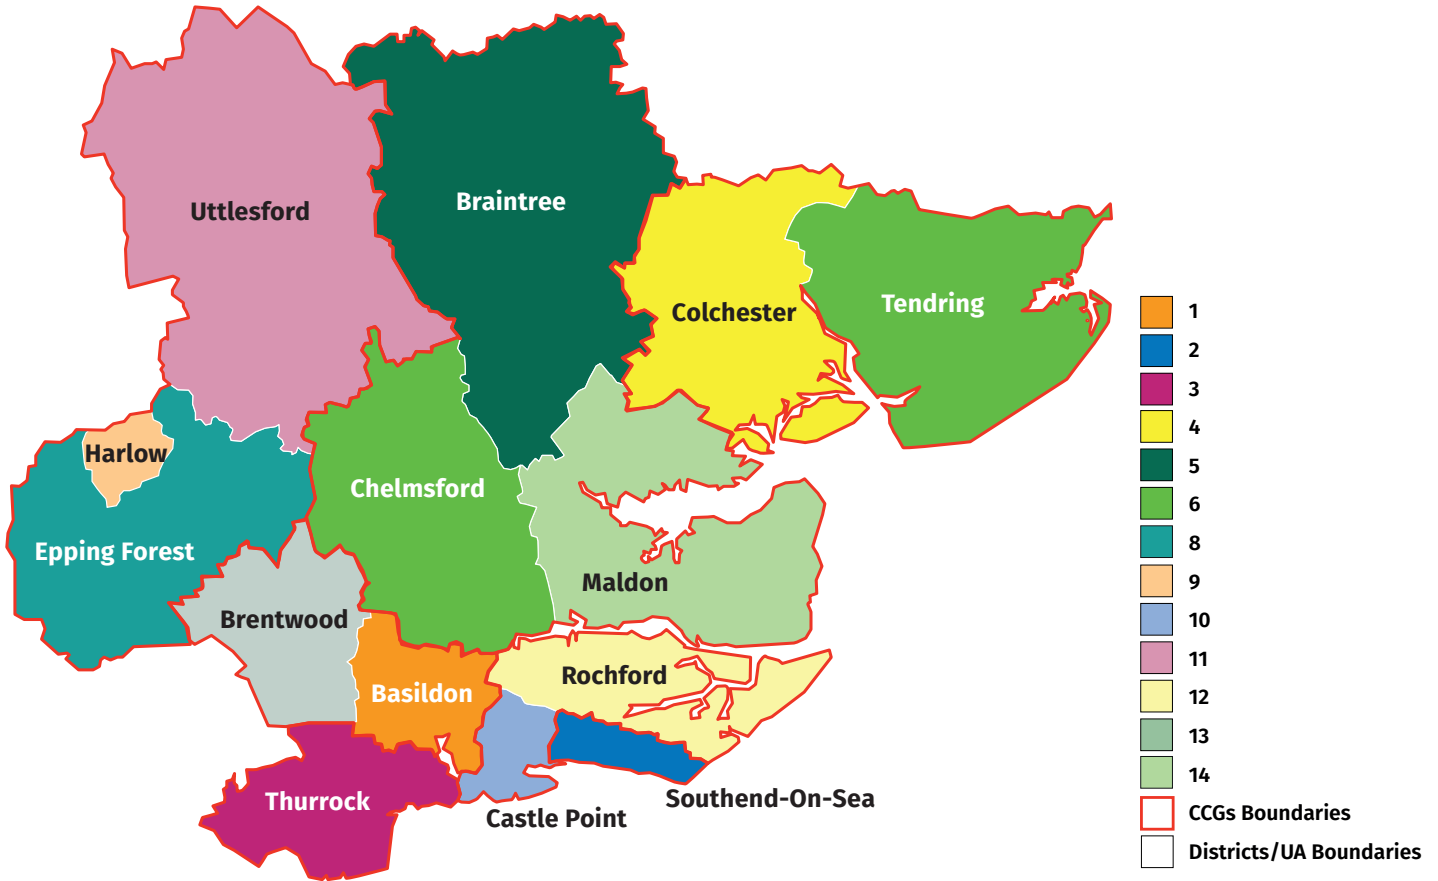 Uttlesford
Braintree
Colchester
Tendring
Harlow
Chelmsford
Epping Forest
Maldon
Brentwood
Rochford
Basildon
Thurrock
Castle Point
Southend-On-Sea
1
2
3
4
5
6
8
9
10
11
12
13
14
CCGs Boundaries
Districts/UA Boundaries